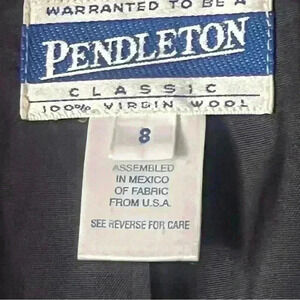 WARRANTED TO BE A
PENDLETON
CLASSIC
100% VIRGIN WOOL
8
ASSEMBLED
IN MEXICO
OF FABRIC
FROM U.S.A.
SEE REVERSE FOR CARE